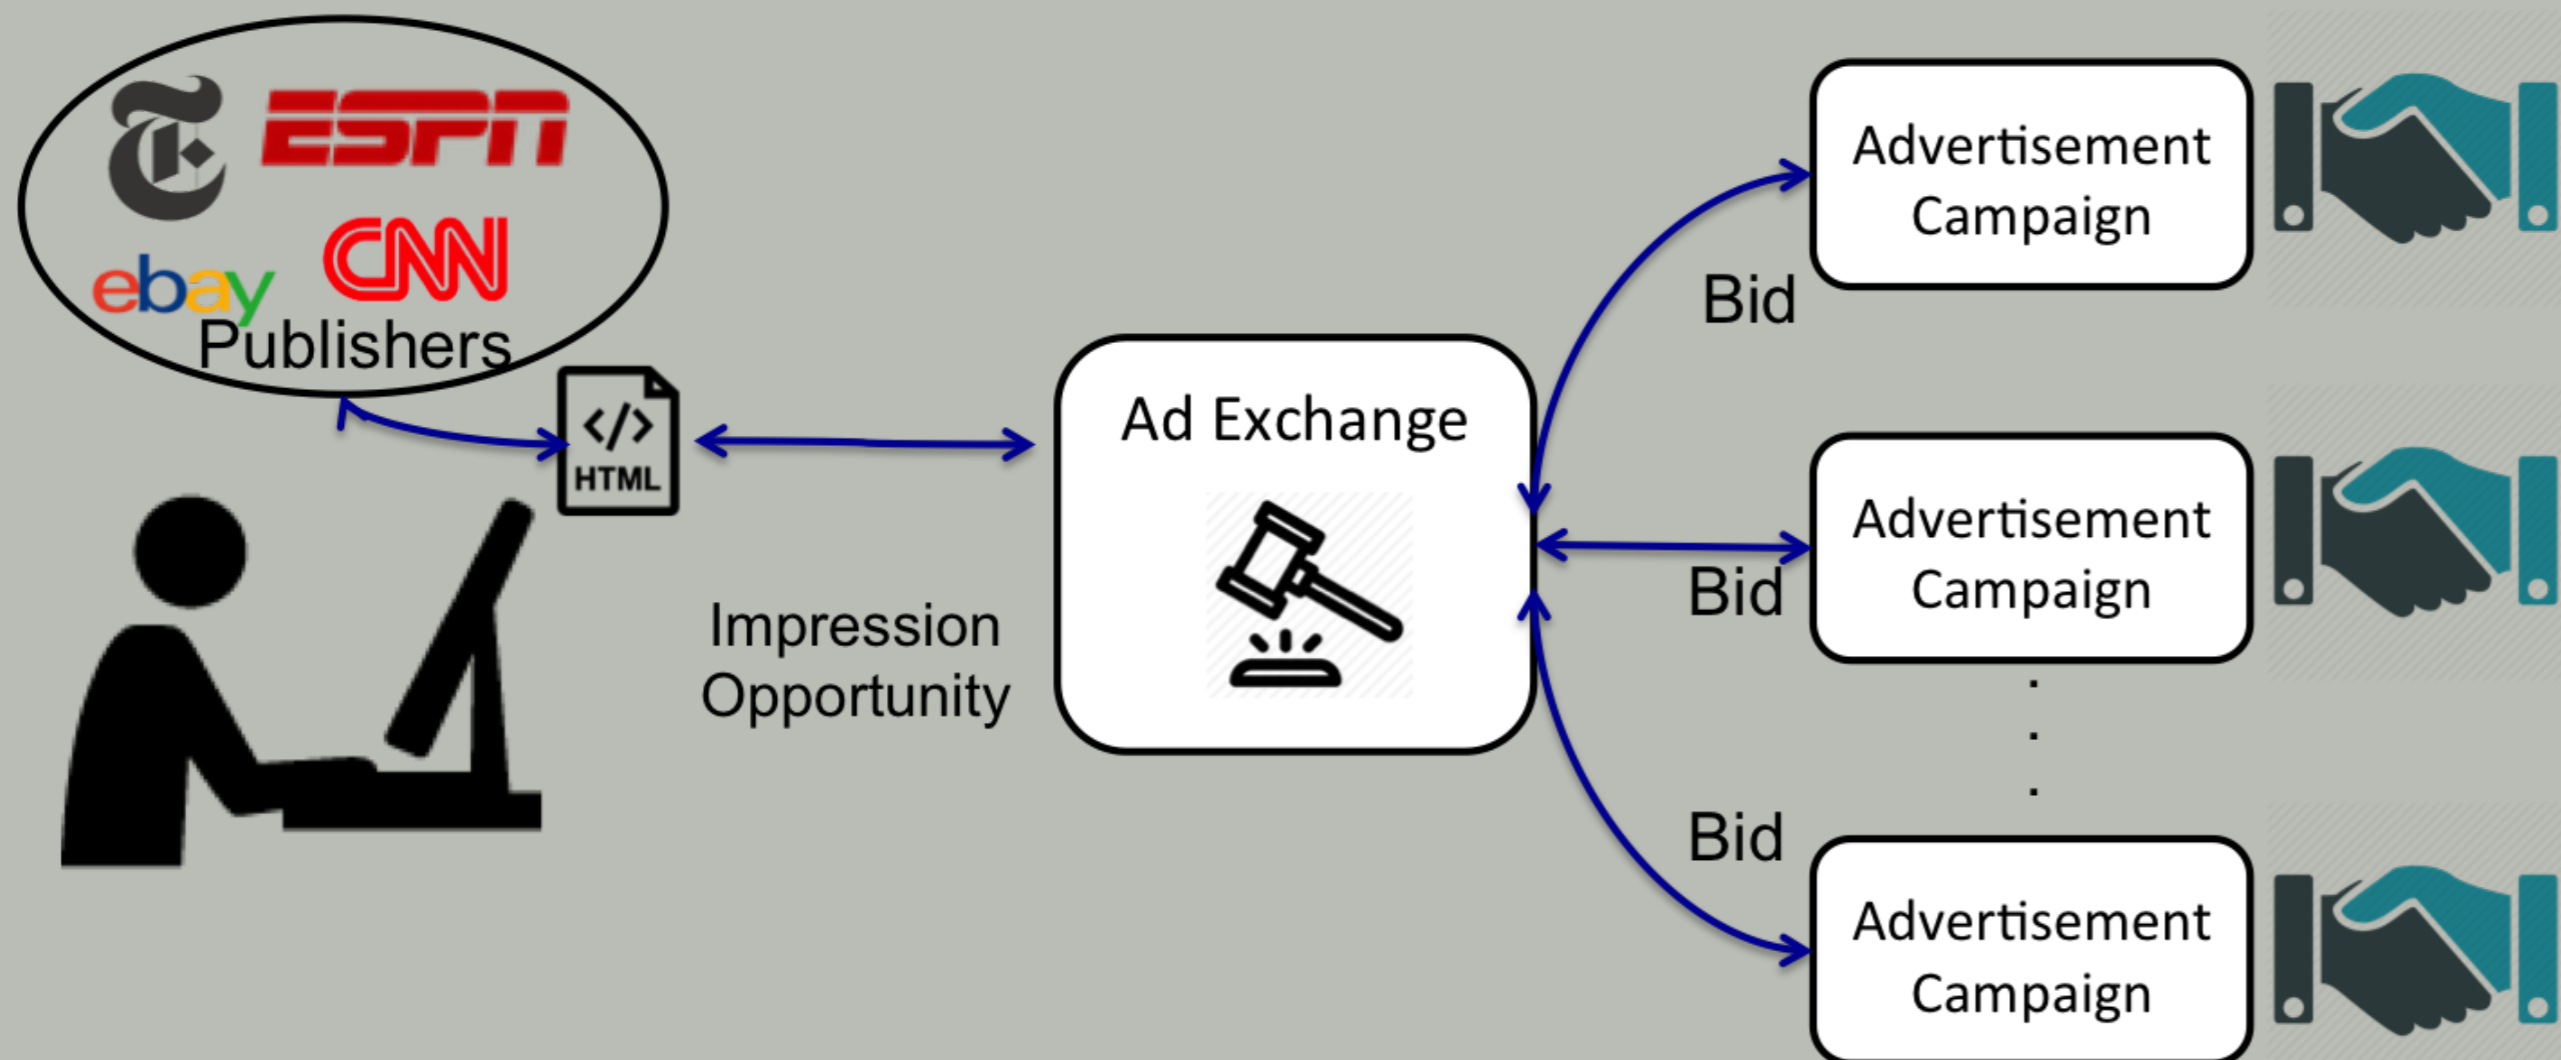 ESPN
ebay
CNN
Publishers
</>
HTML
Impression
Opportunity
Ad Exchange
Bid
Bid
Bid
Advertisement
Campaign
Advertisement
Campaign
.
.
.
Advertisement
Campaign